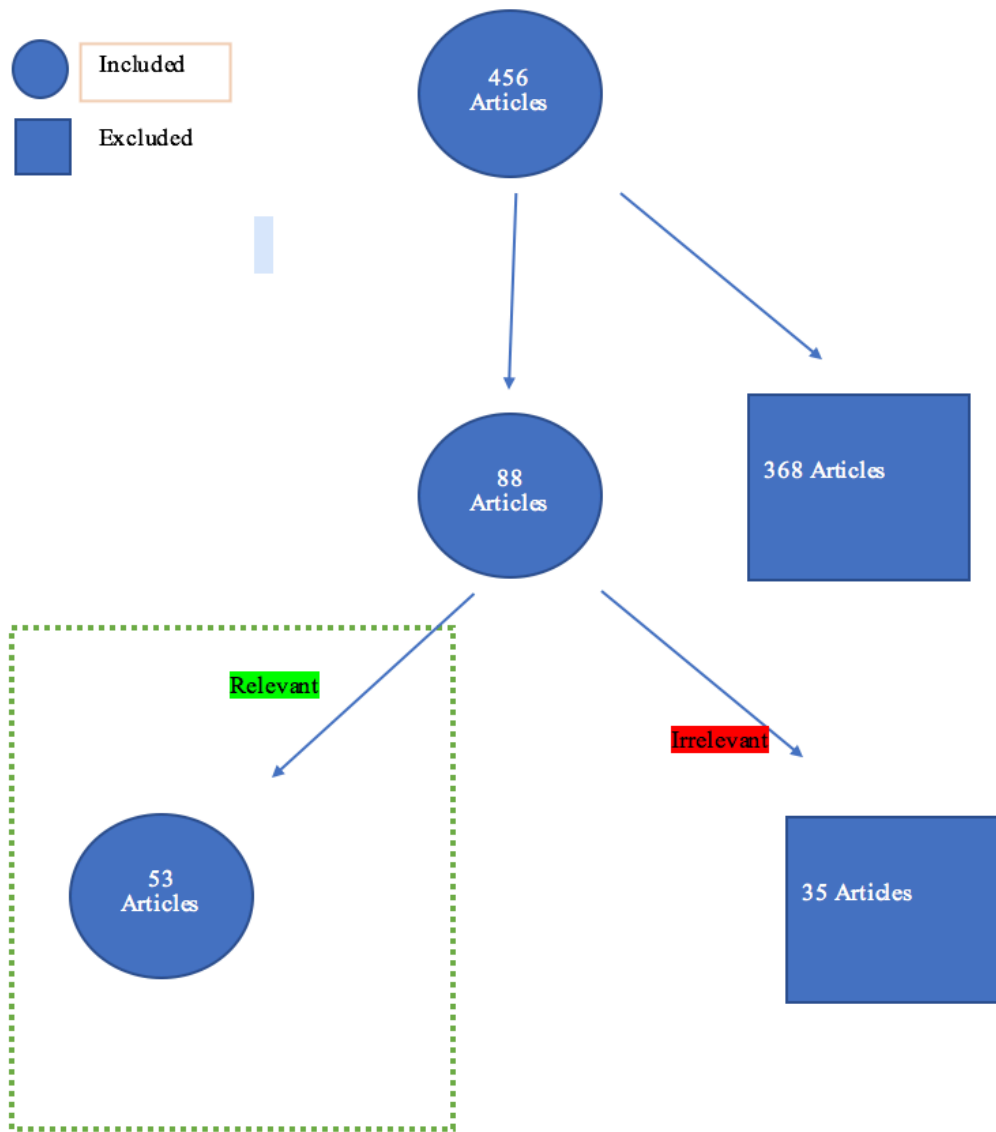 Included
Excluded
456
Articles
88
Articles
368 Articles
Relevant
Irrelevant
53
Articles
35 Articles